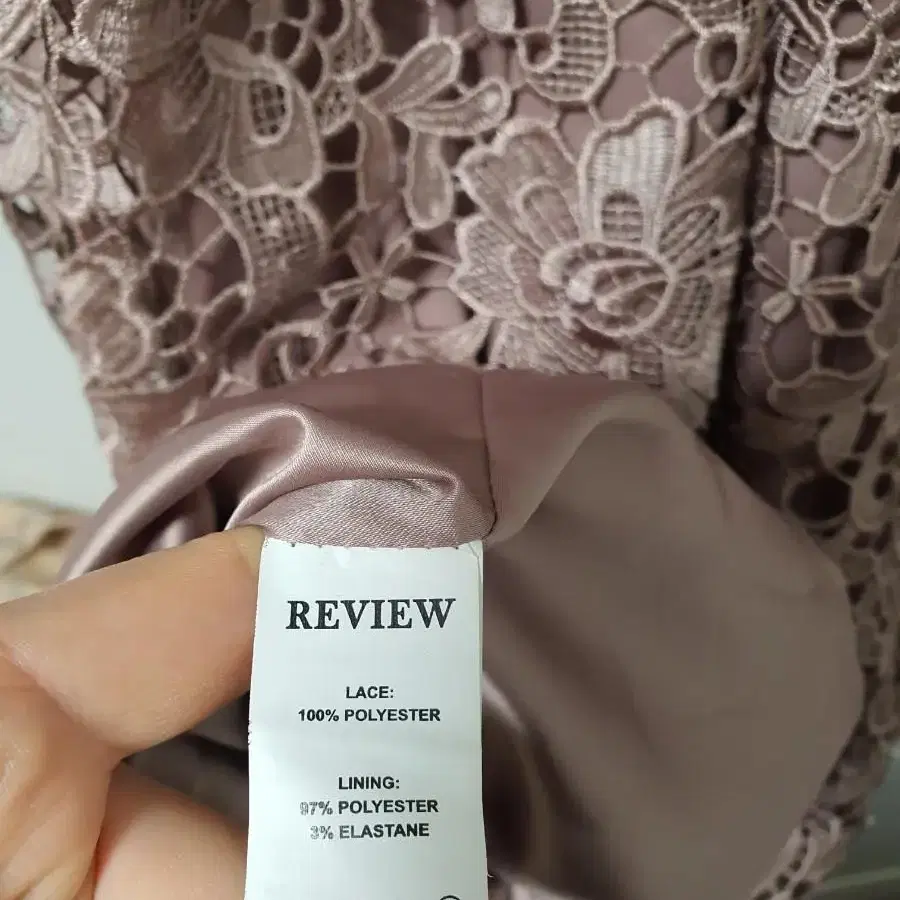 REVIEW
LACE:
100% POLYESTER
LINING:
97% POLYESTER
3% ELASTANE